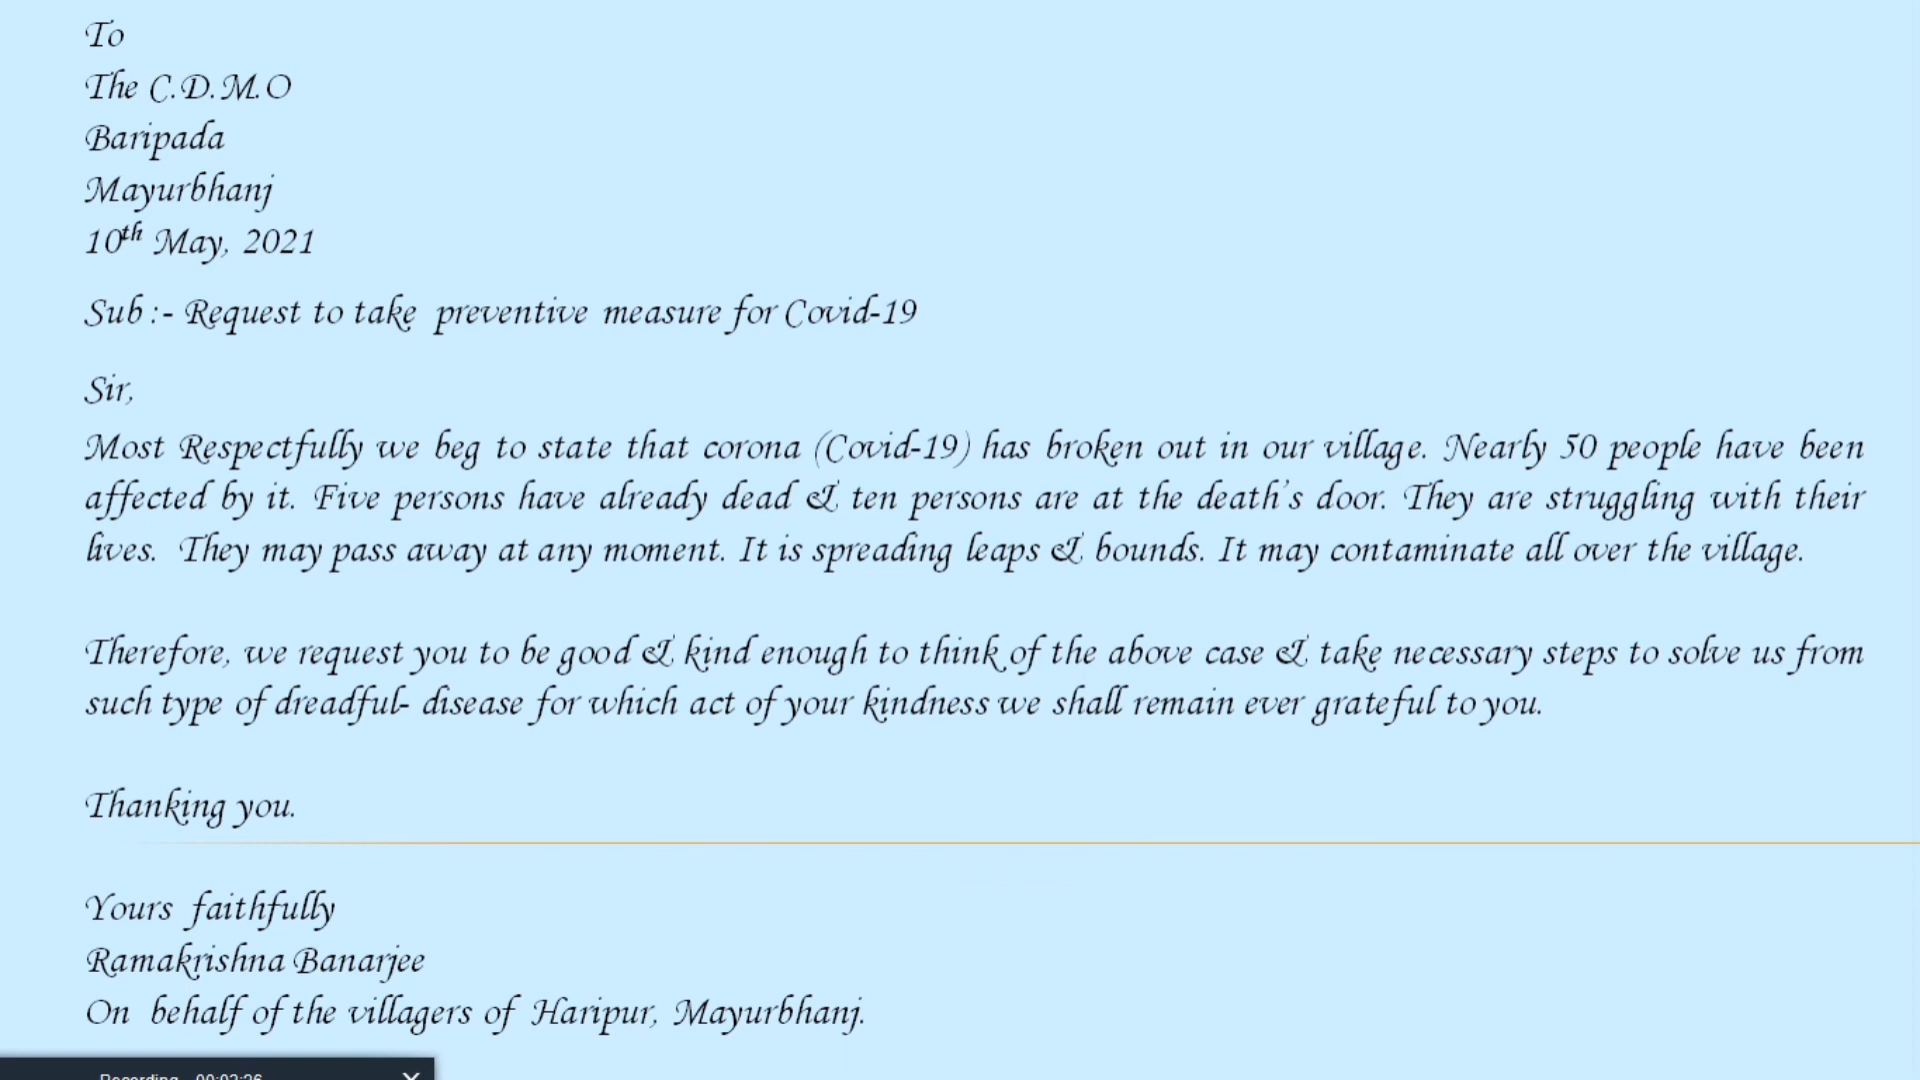 To
The C.D.M.O
Baripada
Mayurbhanj
10th May, 2021
Sub :- Request to take preventive measure for Covid-19
Sir,
Most Respectfully we beg to state that corona (Covid-19) has broken out in our village. Nearly 50 people have been
affected by it. Five persons have already dead & ten persons are at the death's door. They are struggling with their
lives. They may pass away at any moment. It is spreading leaps & bounds. It may contaminate all over the village.
Therefore, we request you to be good & kind enough to think of the above case & take necessary steps to solve us from
such type of dreadful- disease for which act of your kindness we shall remain ever grateful to you.
Thanking you.
Yours faithfully
Ramakrishna Banarjee
On behalf of the villagers of Haripur, Mayurbhanj.
Recording 00:02:26